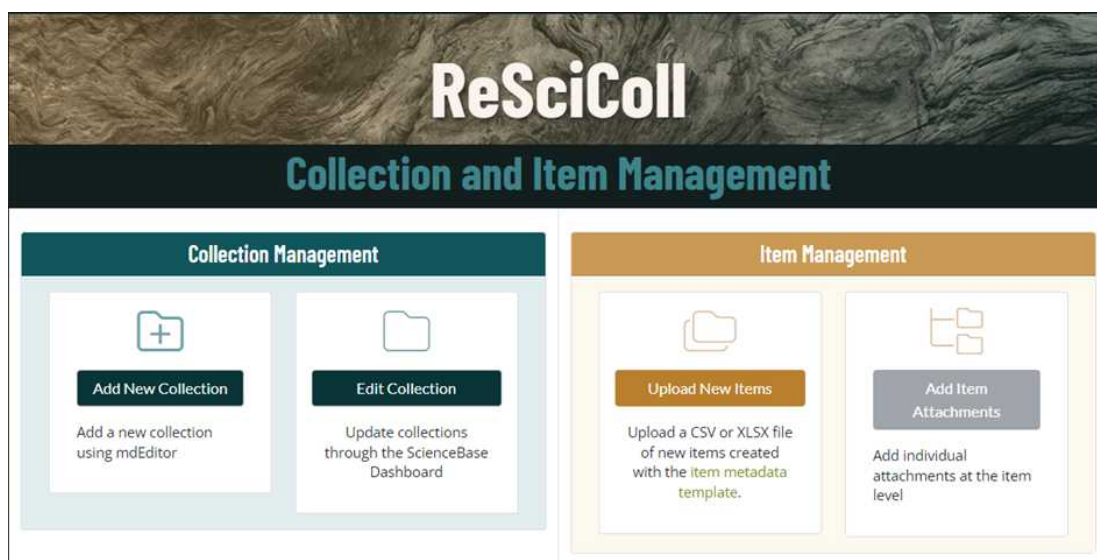 ReSciColl
Collection and Item Management
Collection Management
Add New Collection
Add a new collection
using mdEditor
Edit Collection
Update collections
through the ScienceBase
Dashboard
Item Management
Upload New Items
Upload a CSV or XLSX file
of new items created
with the item metadata
template.
Add Item
Attachments
Add individual
attachments at the item
level